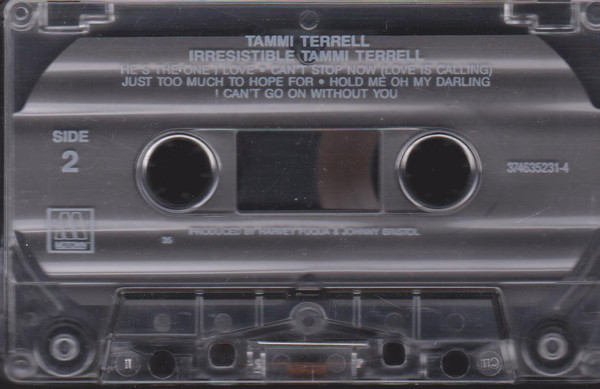 TAMMI TERRELL
IRRESISTIBLE TAMMI TERRELL
HE'S THE ONE I LOVE • CAN'T STOP NOW (LOVE IS CALLING)
JUST TOO MUCH TO HOPE FOR • HOLD ME OH MY DARLING
I CAN'T GO ON WITHOUT YOU
SIDE
2
374635231-4
M
MOTOWN
PRODUCED BY HARVEY FUQUA & JOHNNY BRISTOL